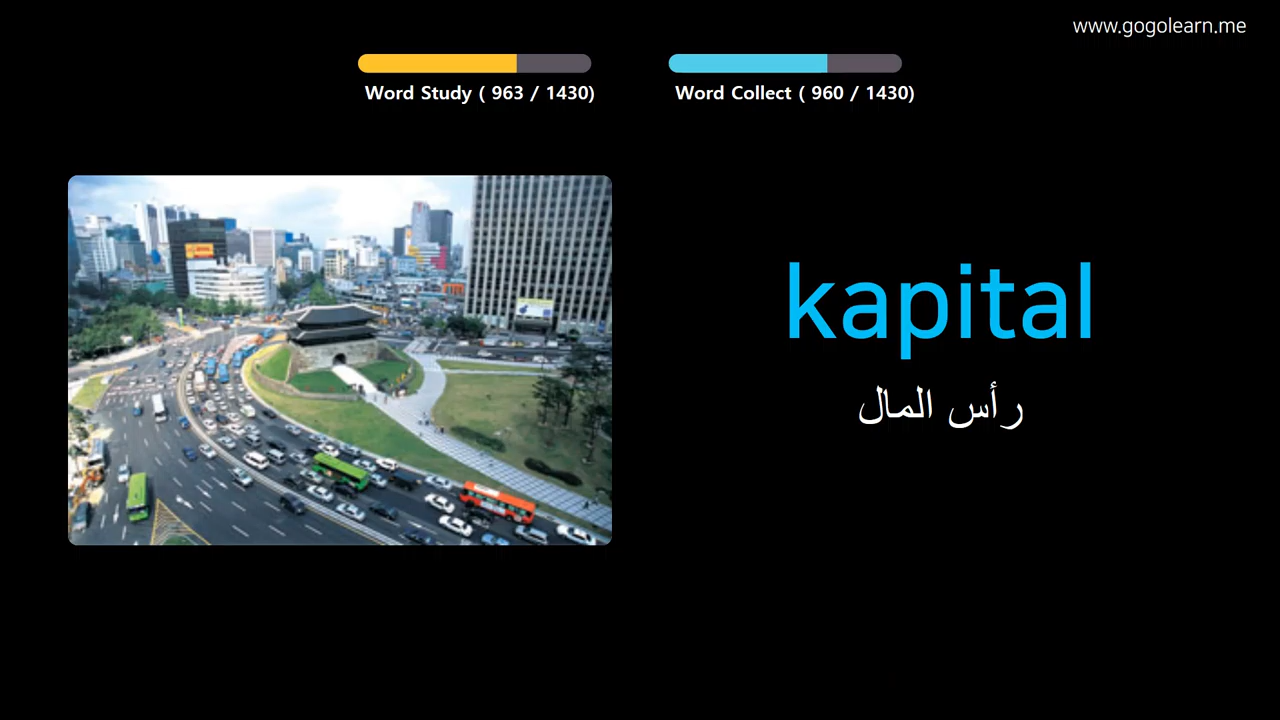 www.gogolearn.me
Word Study ( 963 / 1430)
Word Collect ( 960 / 1430)
kapital
رأس المال